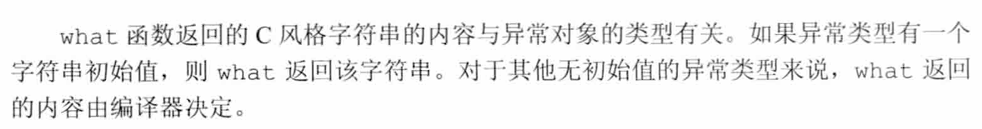 what 函数返回的 C 风格字符串的内容与异常对象的类型有关。如果异常类型有一个
字符串初始值，则 what 返回该字符串。对于其他无初始值的异常类型来说，what 返回
的内容由编译器决定。